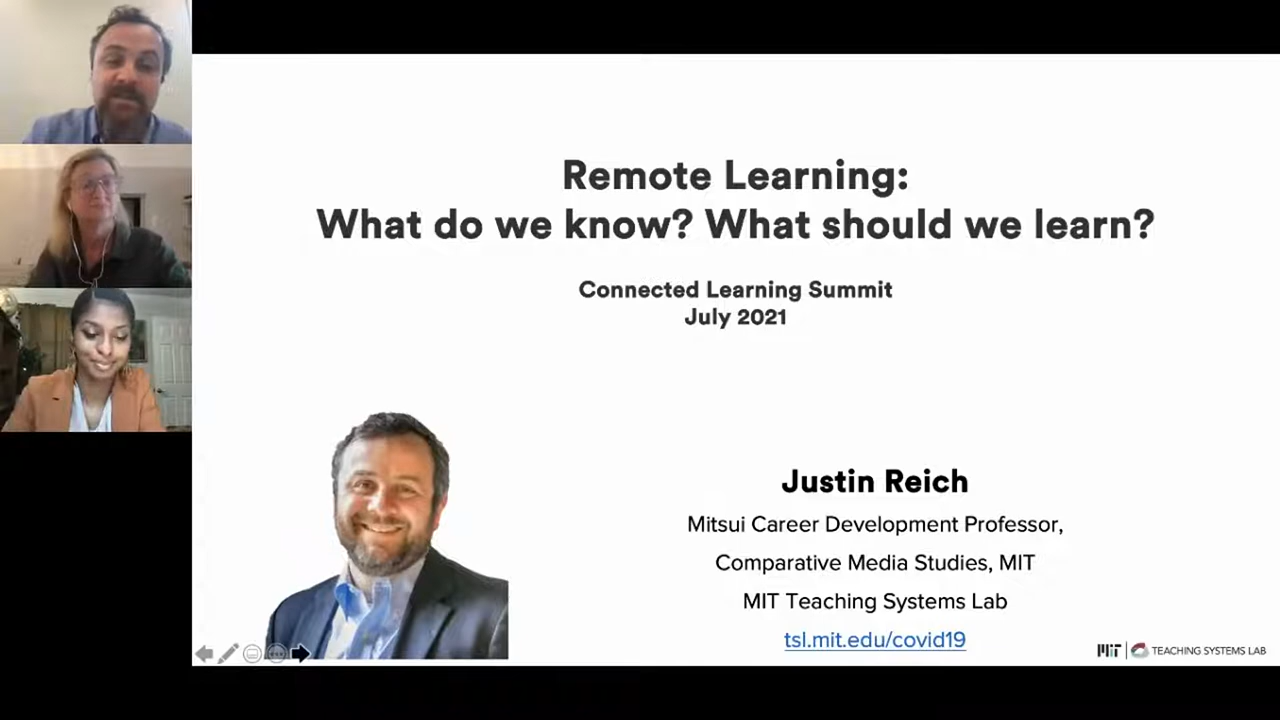 Remote Learning:
What do we know? What should we learn?
Connected Learning Summit
July 2021
Justin Reich
Mitsui Career Development Professor,
Comparative Media Studies, MIT
MIT Teaching Systems Lab
tsl.mit.edu/covid19
MIT TEACHING SYSTEMS LAB